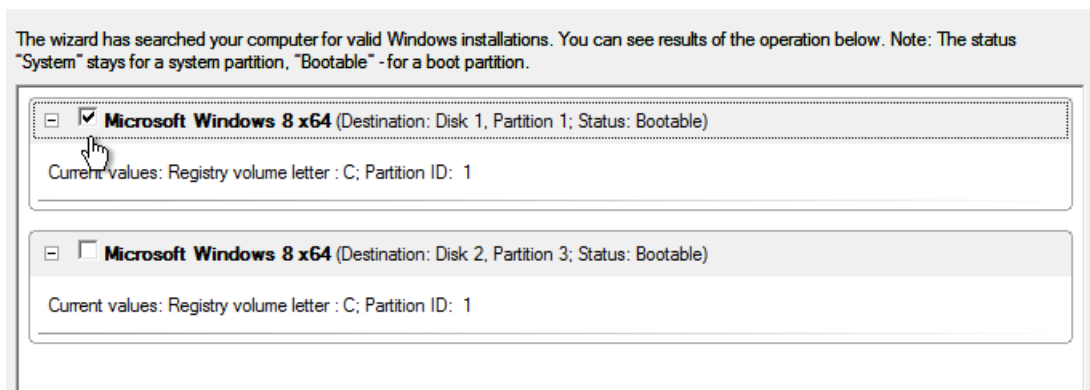 The wizard has searched your computer for valid Windows installations. You can see results of the operation below. Note: The status
"System" stays for a system partition, "Bootable" - for a boot partition.
Microsoft Windows 8 x64 (Destination: Disk 1, Partition 1; Status: Bootable)
Current values: Registry volume letter : C; Partition ID: 1
Microsoft Windows 8 x64 (Destination: Disk 2, Partition 3; Status: Bootable)
Current values: Registry volume letter : C; Partition ID: 1